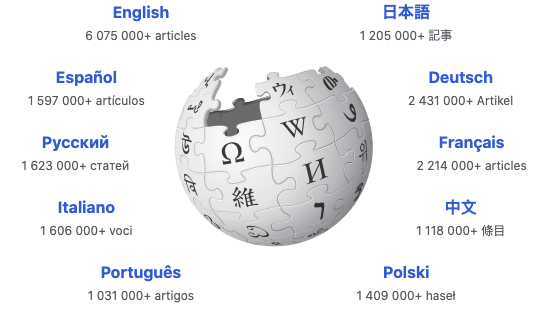 English
6 075 000+ articles
日本語
1 205 000+ 記事
Español
1 597 000+ artículos
Deutsch
2 431 000+ Artikel
Русский
1 623 000+ статей
Français
2 214 000+ articles
Italiano
1 606 000+ voci
中文
1 118 000+ 條目
Português
1 031 000+ artigos
Polski
1 409 000+ haseł
ウィ
W
Ω
И
維
ר